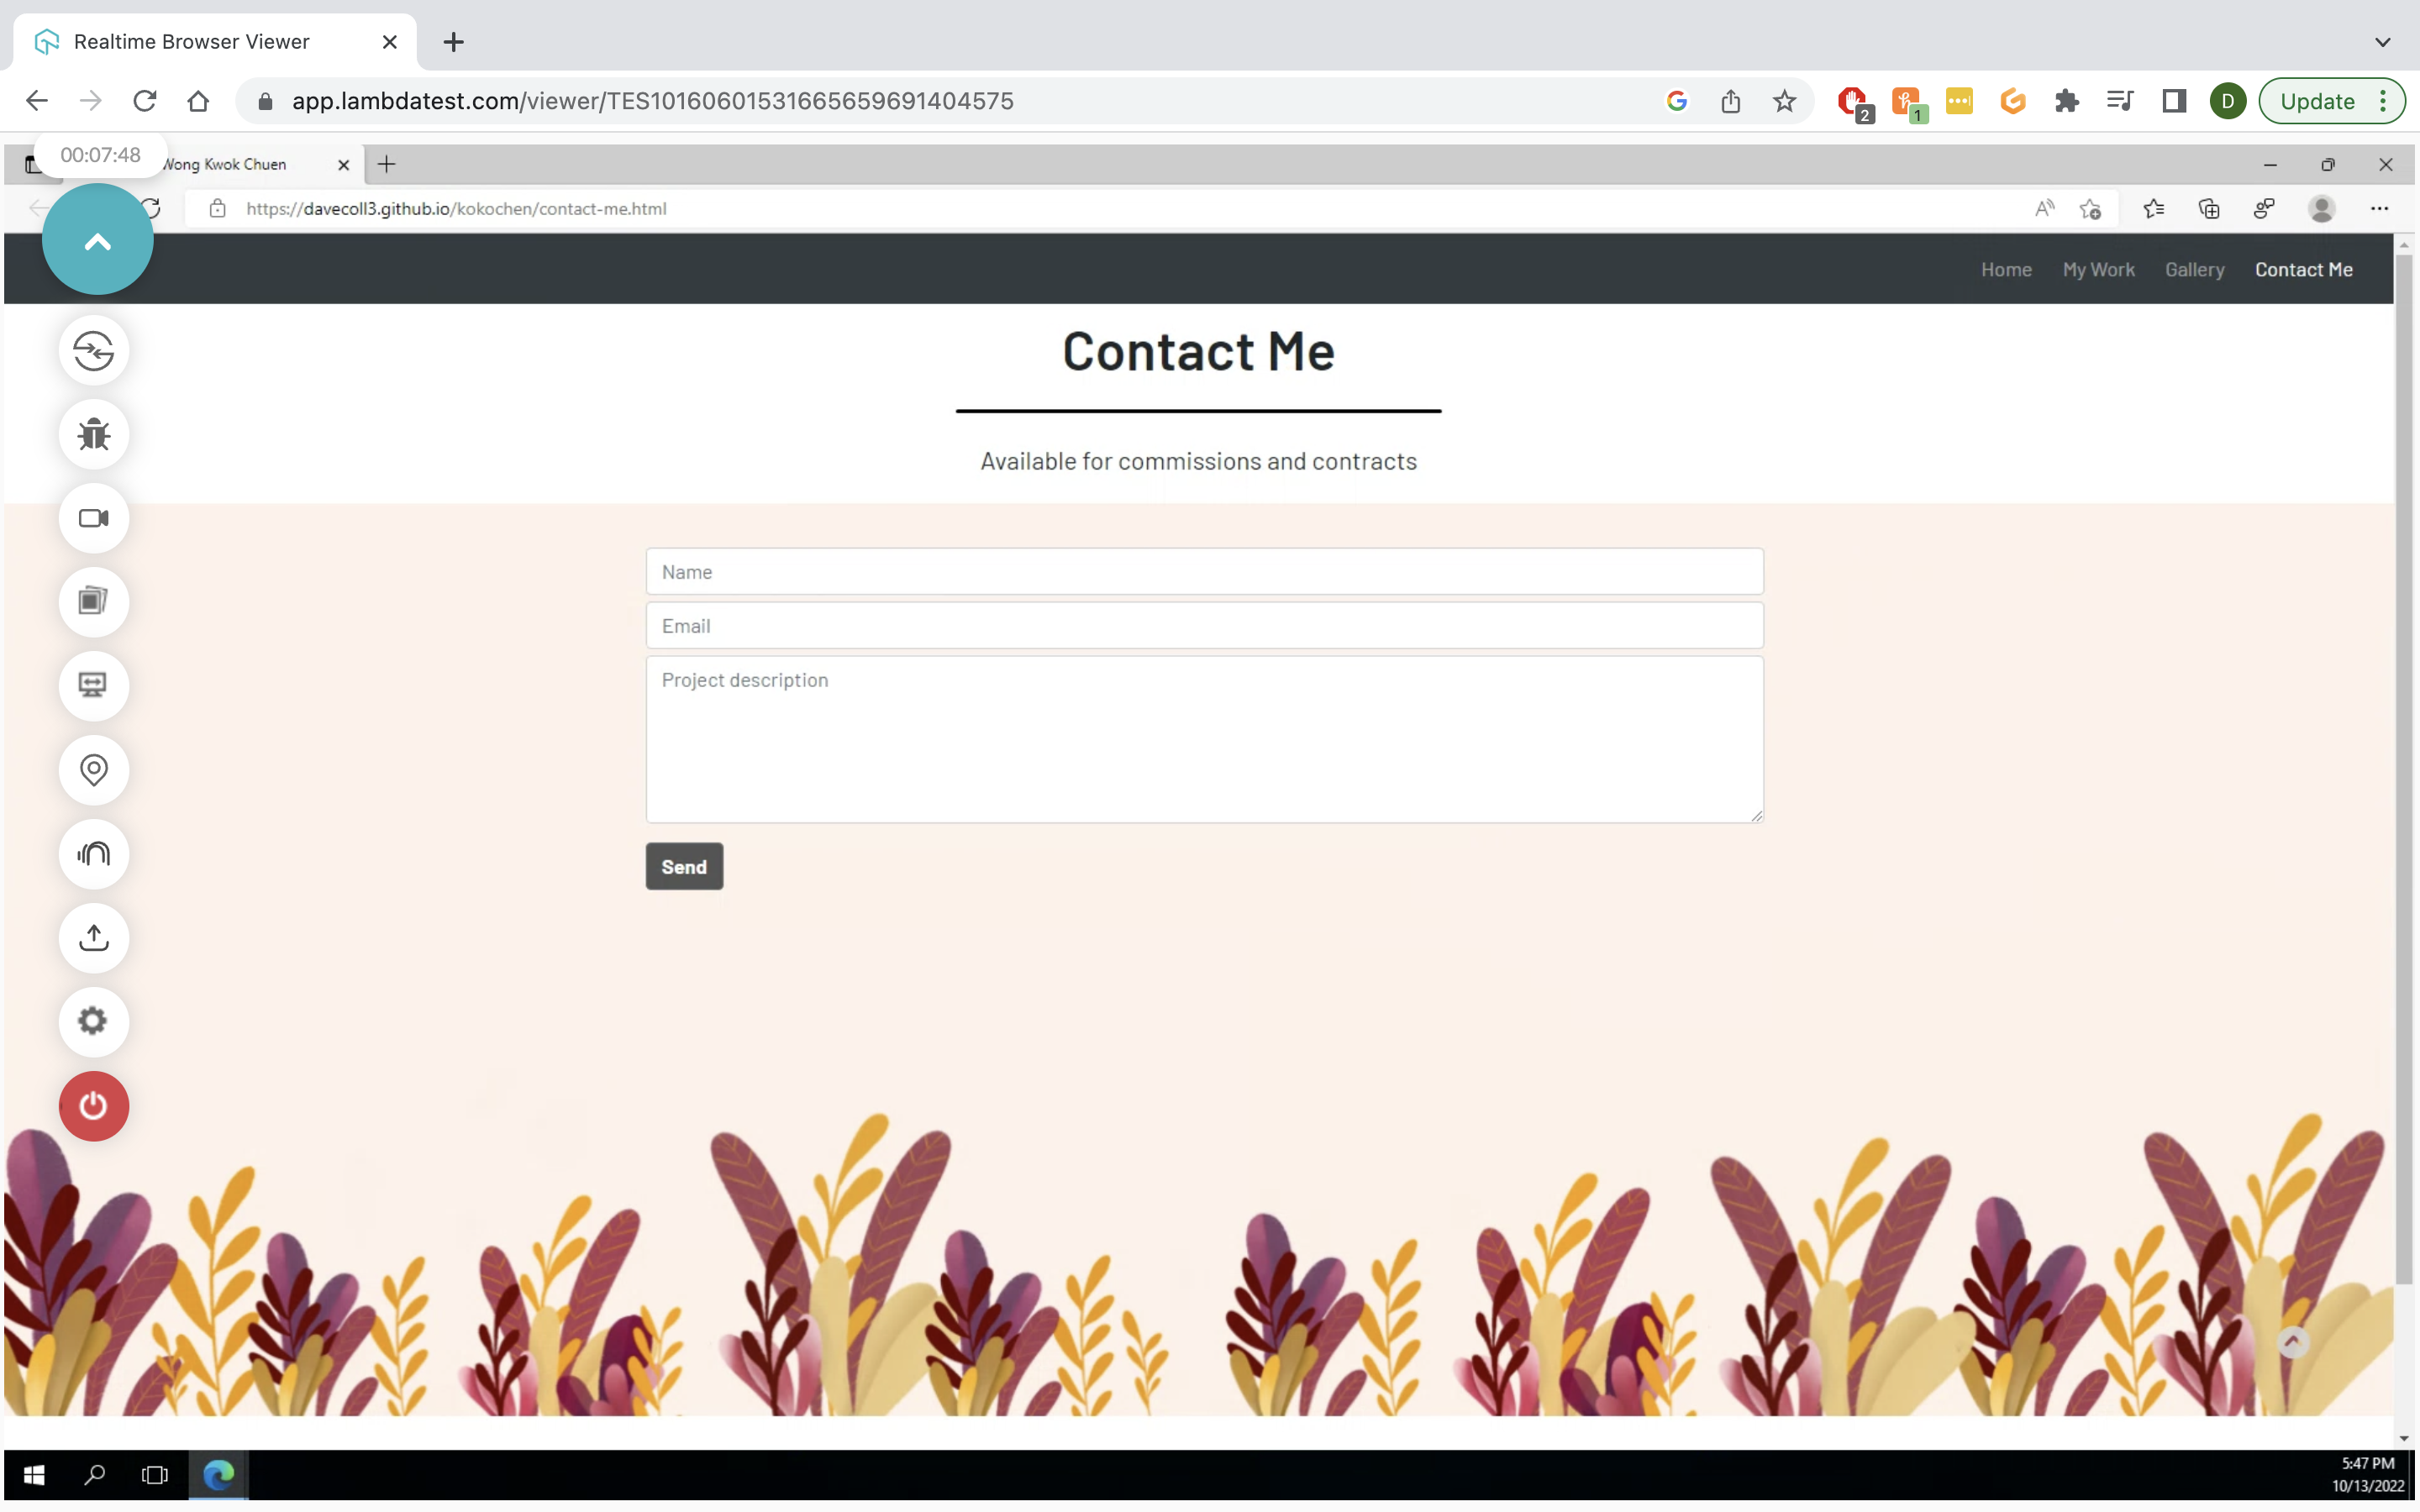 Realtime Browser Viewer
app.lambdatest.com/viewer/TES10160601531665659691404575
2
1
D
Update
00:07:48
Wong Kwok Chuen
https://davecoll3.github.io/kokochen/contact-me.html
Home My Work Gallery Contact Me
Contact Me
Available for commissions and contracts
Name
Email
Project description
Send
5:47 PM
10/13/2022